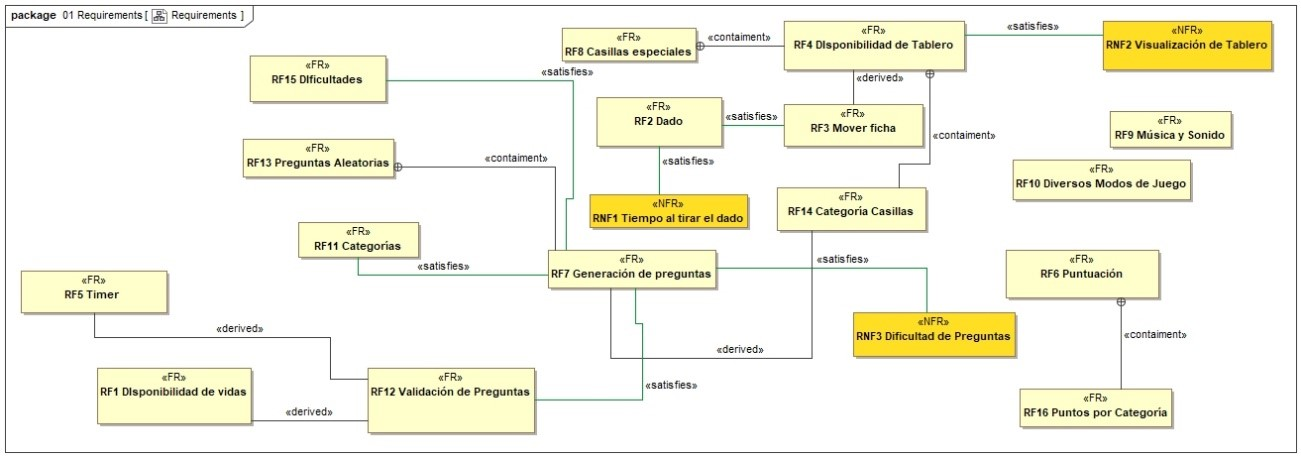 package 01 Requirements [ Requirements ]
«FR»
RF8 Casillas especiales
«contaiment»
«FR»
RF4 DIsponibilidad de Tablero
«satisfies»
«NFR»
RNF2 Visualización de Tablero
«FR»
RF15 DIficultades
«satisfies»
«derived»
«FR»
RF2 Dado
«satisfies»
«FR»
RF3 Mover ficha
«FR»
RF9 Música y Sonido
«FR»
RF13 Preguntas Aleatorias
«contaiment»
«satisfies»
«contaiment»
«FR»
RF10 Diversos Modos de Juego
«NFR»
RNF1 Tiempo al tirar el dado
«FR»
RF14 Categoria Casillas
«FR»
RF11 Categorías
«satisfies»
«FR»
RF7 Generación de preguntas
«satisfies»
«FR»
RF6 Puntuación
«FR»
RF5 Timer
«derived»
«NFR»
RNF3 Dificultad de Preguntas
«contaiment»
«derived»
«FR»
RF1 DIsponibilidad de vidas
«derived»
«FR»
RF12 Validación de Preguntas
«satisfies»
«FR»
RF16 Puntos por Categoría